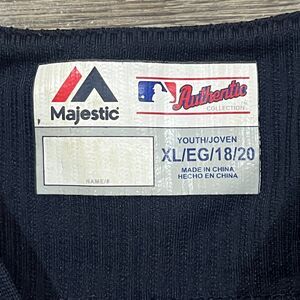 Majestic
Authentic
COLLECTION
NAME/#
YOUTH/JOVEN
XL/EG/18/20
MADE IN CHINA
HECHO EN CHINA